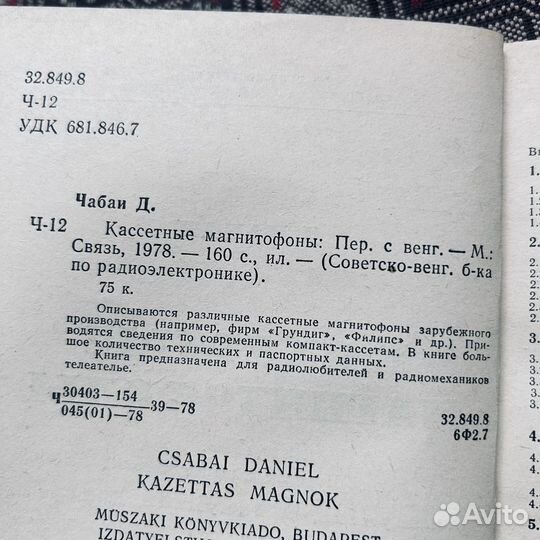 32.849.8
Ч-12
УДК 681.846.7
Чабаи Д.
Ч-12 Кассетные магнитофоны: Пер. с венг. — М.:
Связь, 1978. — 160 с., ил. — (Советско-венг. б-ка
по радиоэлектронике).
75 к.
Описываются различные кассетные магнитофоны зарубежного
производства (например, фирм «Грундиг», «Филипс» и др.). При-
водятся сведения по современным компакт-кассетам. В книге боль-
шое количество технических и паспортных данных.
Книга предназначена для радиолюбителей и радиомехаников
телеателье.
Ч 30403—154
045(01)—78 39—78
32.849.8
6Ф2.7
CSABAI DANIEL
KAZETTAS MAGNOK
MŰSZAKI KÖNYVKIADO, BUDAPEST
Avito